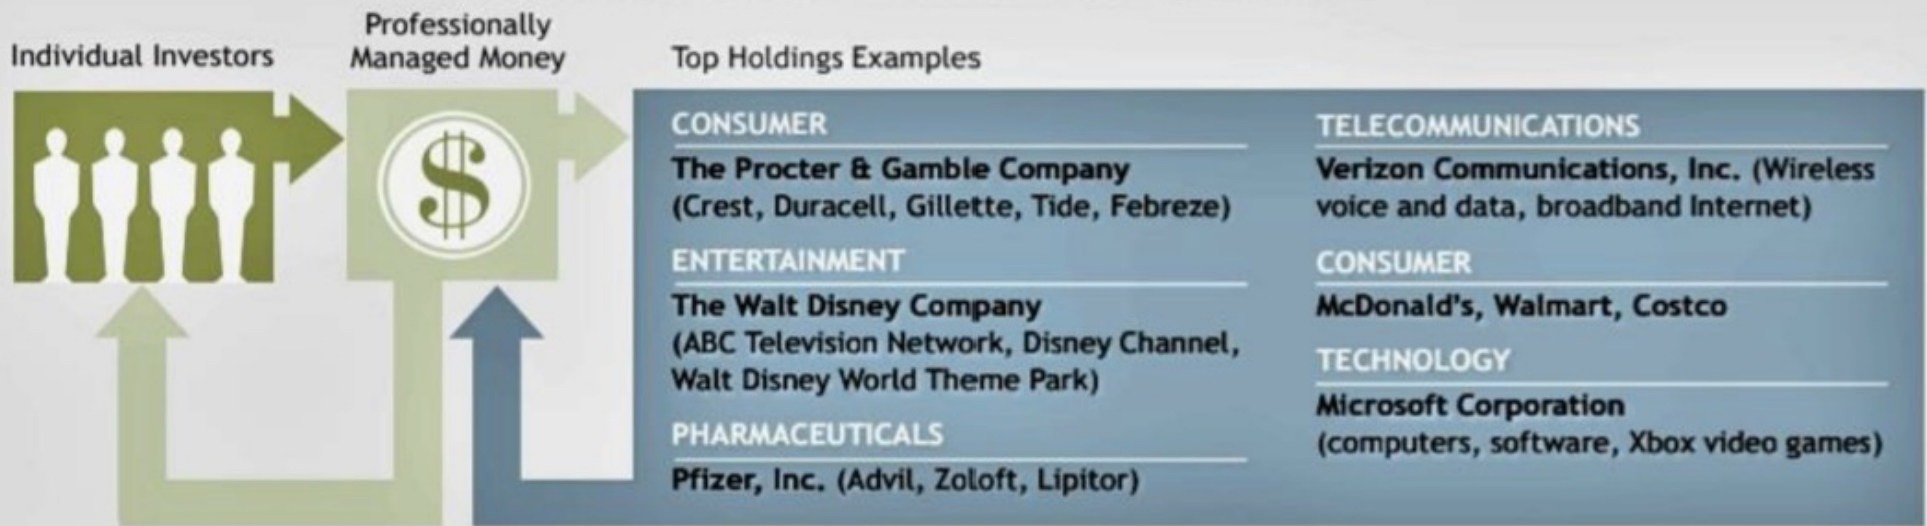 Individual Investors
Professionally
Managed Money
$
Top Holdings Examples
CONSUMER
The Procter & Gamble Company
(Crest, Duracell, Gillette, Tide, Febreze)
ENTERTAINMENT
The Walt Disney Company
(ABC Television Network, Disney Channel,
Walt Disney World Theme Park)
PHARMACEUTICALS
Pfizer, Inc. (Advil, Zoloft, Lipitor)
TELECOMMUNICATIONS
Verizon Communications, Inc. (Wireless
voice and data, broadband Internet)
CONSUMER
McDonald's, Walmart, Costco
TECHNOLOGY
Microsoft Corporation
(computers, software, Xbox video games)